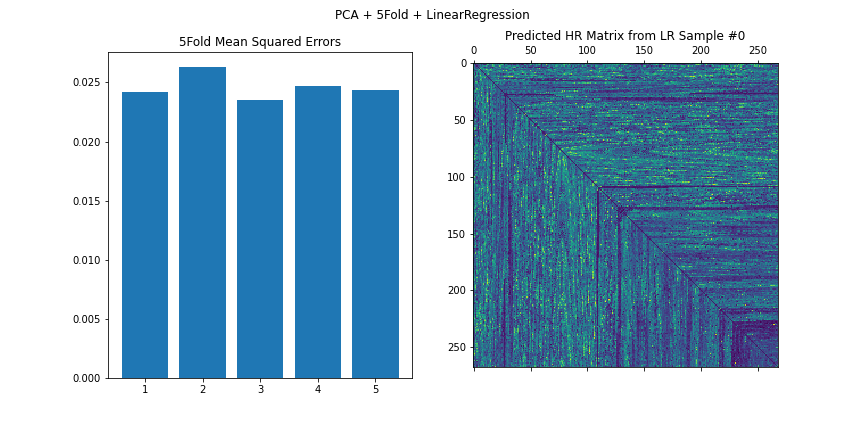 PCA + 5Fold + LinearRegression
5Fold Mean Squared Errors
0.025
0.020
0.015
0.010
0.005
0.000
1 2 3 4 5
Predicted HR Matrix from LR Sample #0
0 50 100 150 200 250
0
50
100
150
200
250